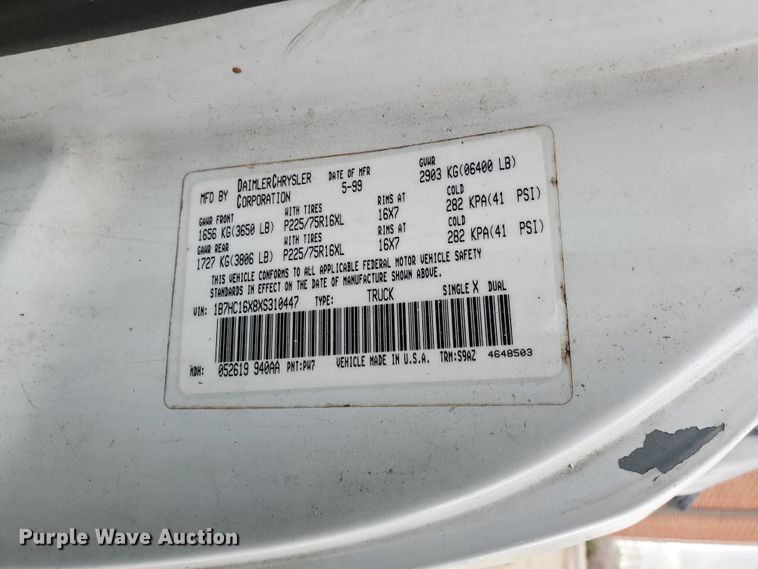 MFD BY DAIMLERCHRYSLER CORPORATION DATE OF MFR 5-99 GVWR 2903 KG(06400 LB)
GAWR FRONT WITH TIRES RIMS AT COLD
1656 KG(3650 LB) P225/75R16XL 16X7 282 KPA(41 PSI)
GAWR REAR WITH TIRES RIMS AT COLD
1727 KG(3806 LB) P225/75R16XL 16X7 282 KPA(41 PSI)
THIS VEHICLE CONFORMS TO ALL APPLICABLE FEDERAL MOTOR VEHICLE SAFETY
STANDARDS IN EFFECT ON THE DATE OF MANUFACTURE SHOWN ABOVE.
VIN: 1B7HC16X8XS310447 TYPE: TRUCK SINGLE X DUAL
MDH: 052619 940AA PNT:PW7 VEHICLE MADE IN U.S.A. TRM:S9AZ 4648503
Purple Wave Auction